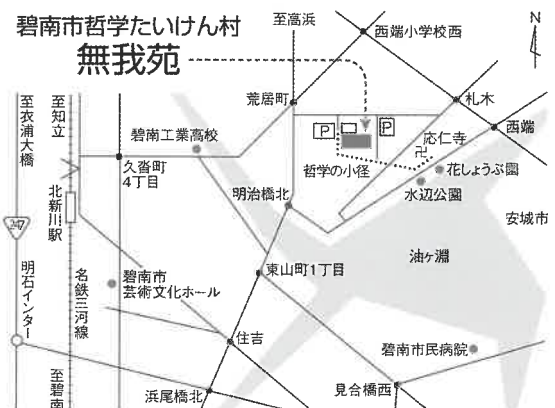 碧南市哲学たいけん村
無我苑
至高浜
西端小学校西
N
荒居町
札木
P
P
応仁寺
卍
西端
至衣浦大橋
至知立
碧南工業高校
久沓町
4丁目
哲学の小径
花しょうぶ園
水辺公園
明治橋北
安城市
北新川駅
247
油ヶ淵
東山町1丁目
碧南市
芸術文化ホール
明石インター
名鉄三河線
住吉
碧南市民病院
見合橋西
浜尾橋北
至碧南